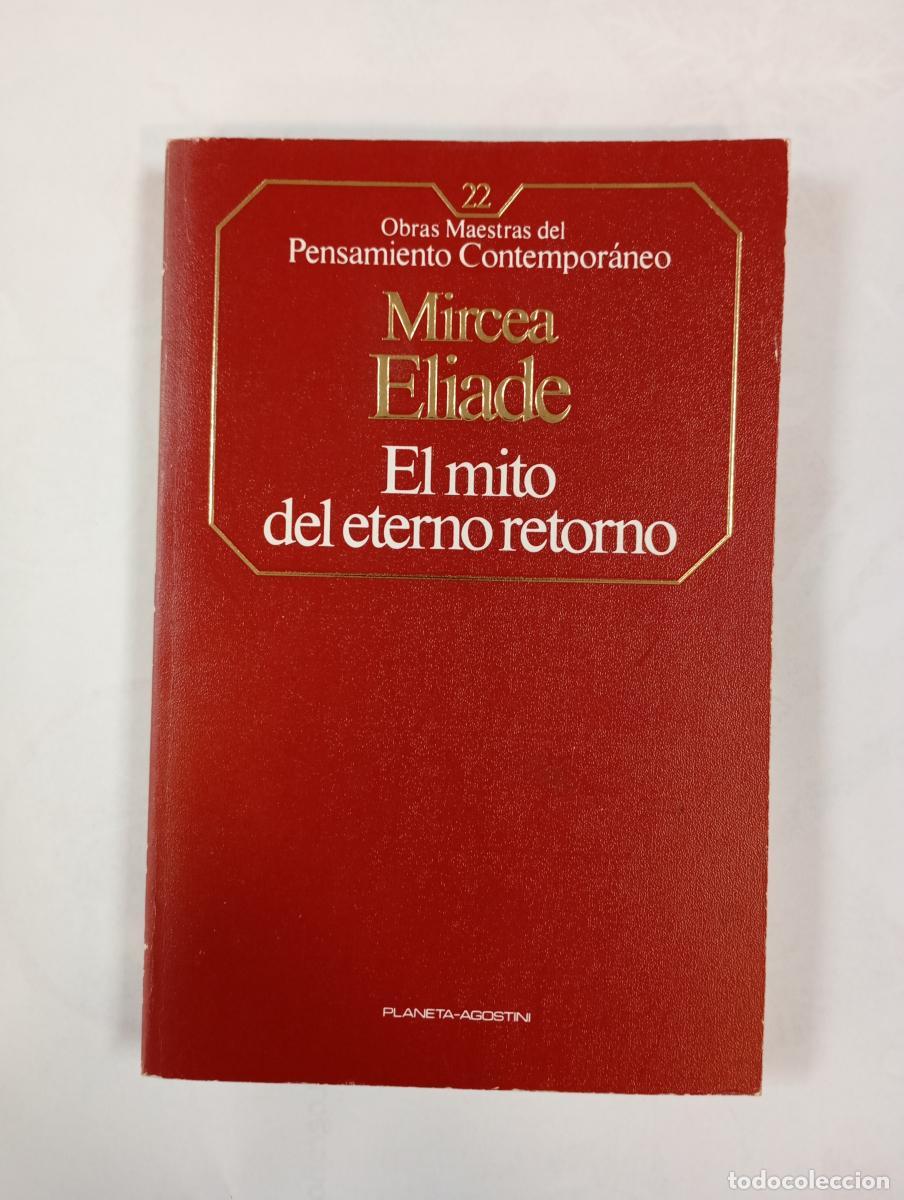 22
Obras Maestras del
Pensamiento Contemporáneo
Mircea
Eliade
El mito
del eterno retorno
PLANETA-AGOSTINI
todocoleccion